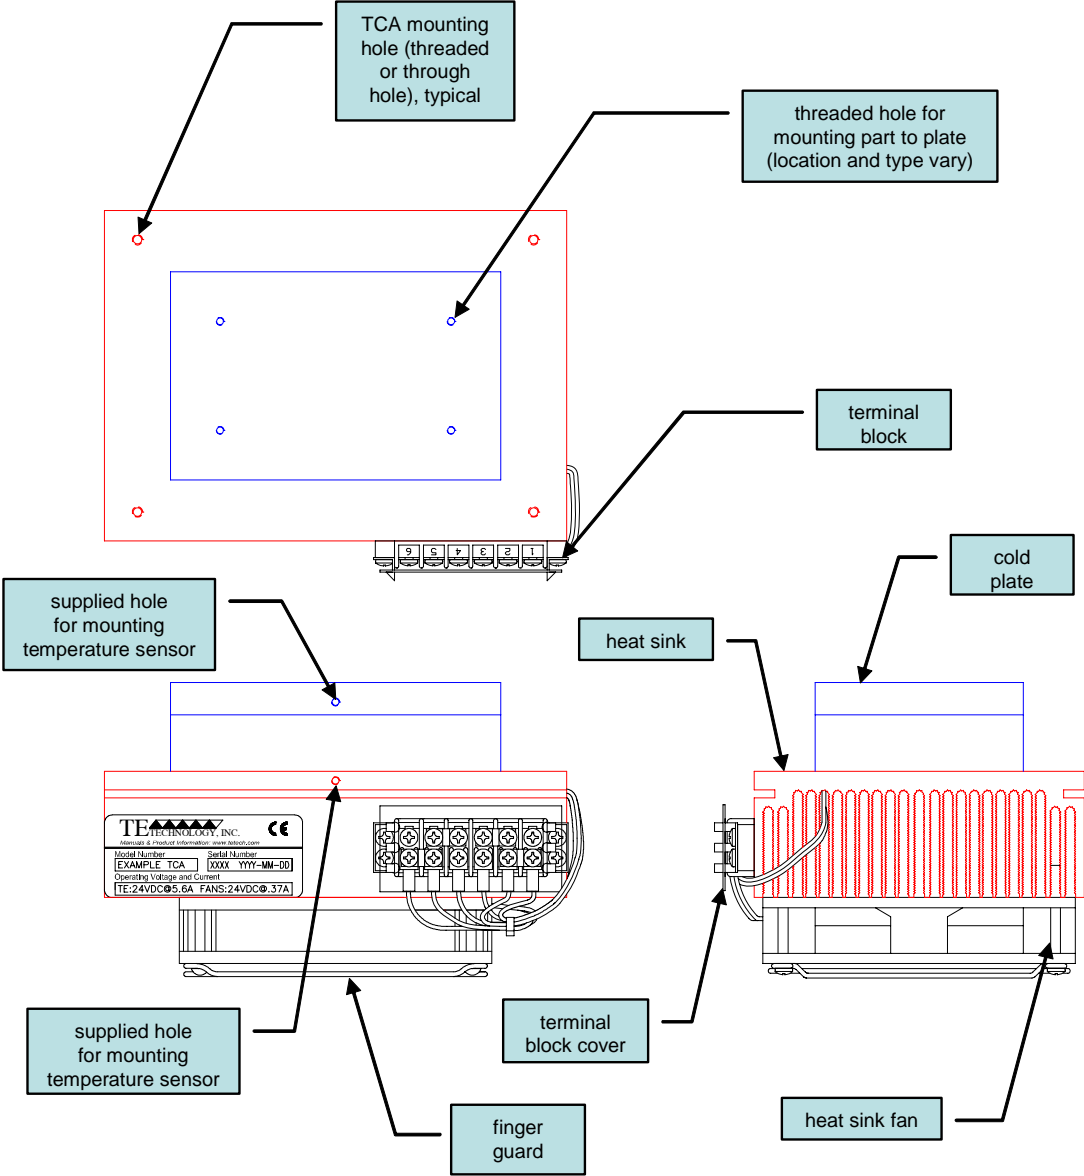 TCA mounting
hole (threaded
or through
hole), typical
threaded hole for
mounting part to plate
(location and type vary)
terminal
block
6 5 4 3 2 1
cold
plate
supplied hole
for mounting
temperature sensor
heat sink
TE TECHNOLOGY, INC. CE
Manuals & Product Information: www.tetech.com
Model Number Serial Number
EXAMPLE TCA XXXX YYYY-MM-DD
Operating Voltage and Current
TE:24VDC@5.6A FANS:24VDC@.37A
supplied hole
for mounting
temperature sensor
terminal
block cover
finger
guard
heat sink fan